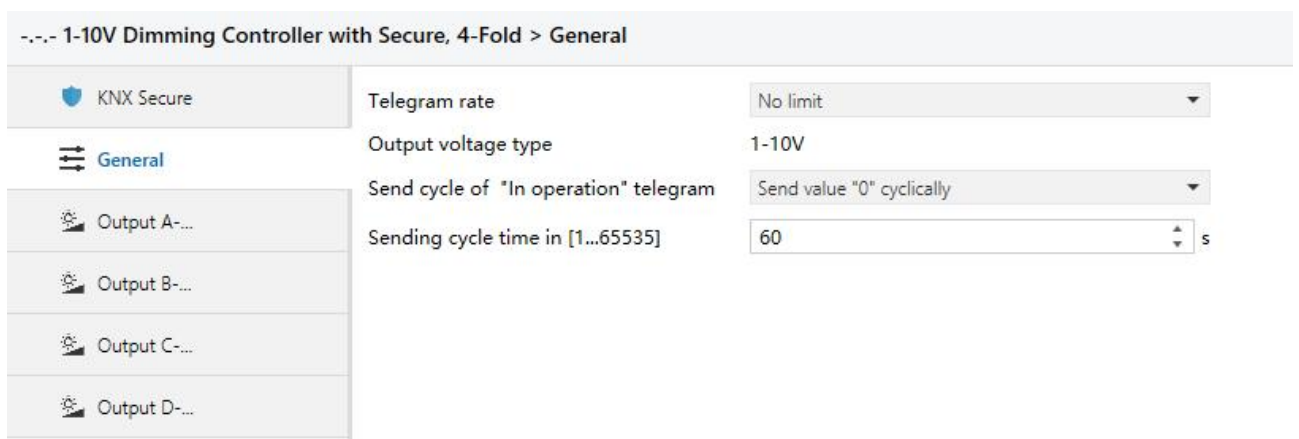 -.-.- 1-10V Dimming Controller with Secure, 4-Fold > General
KNX Secure
General
Output A-...
Output B-...
Output C-...
Output D-...
Telegram rate No limit
Output voltage type 1-10V
Send cycle of "In operation" telegram Send value "0" cyclically
Sending cycle time in [1...65535] 60 s